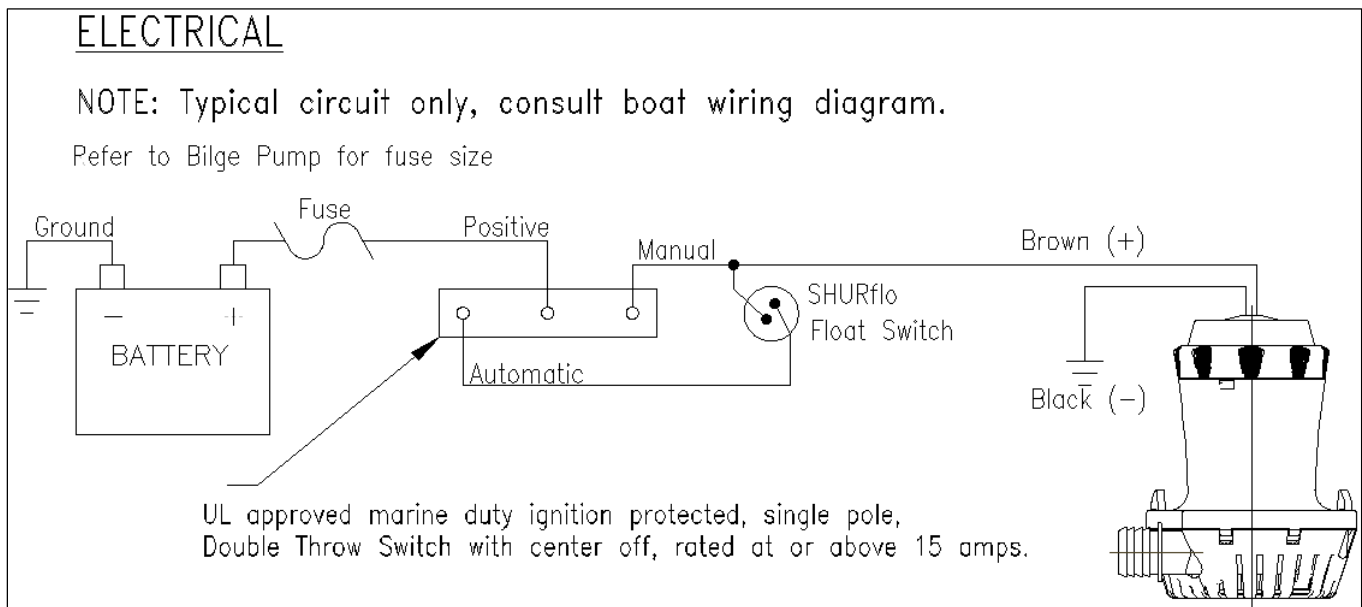 ELECTRICAL
NOTE: Typical circuit only, consult boat wiring diagram.
Refer to Bilge Pump for fuse size
Ground
Fuse
Positive
Manual
Brown (+)
SHURflo
Float Switch
- +
BATTERY
Automatic
Black (-)
UL approved marine duty ignition protected, single pole,
Double Throw Switch with center off, rated at or above 15 amps.